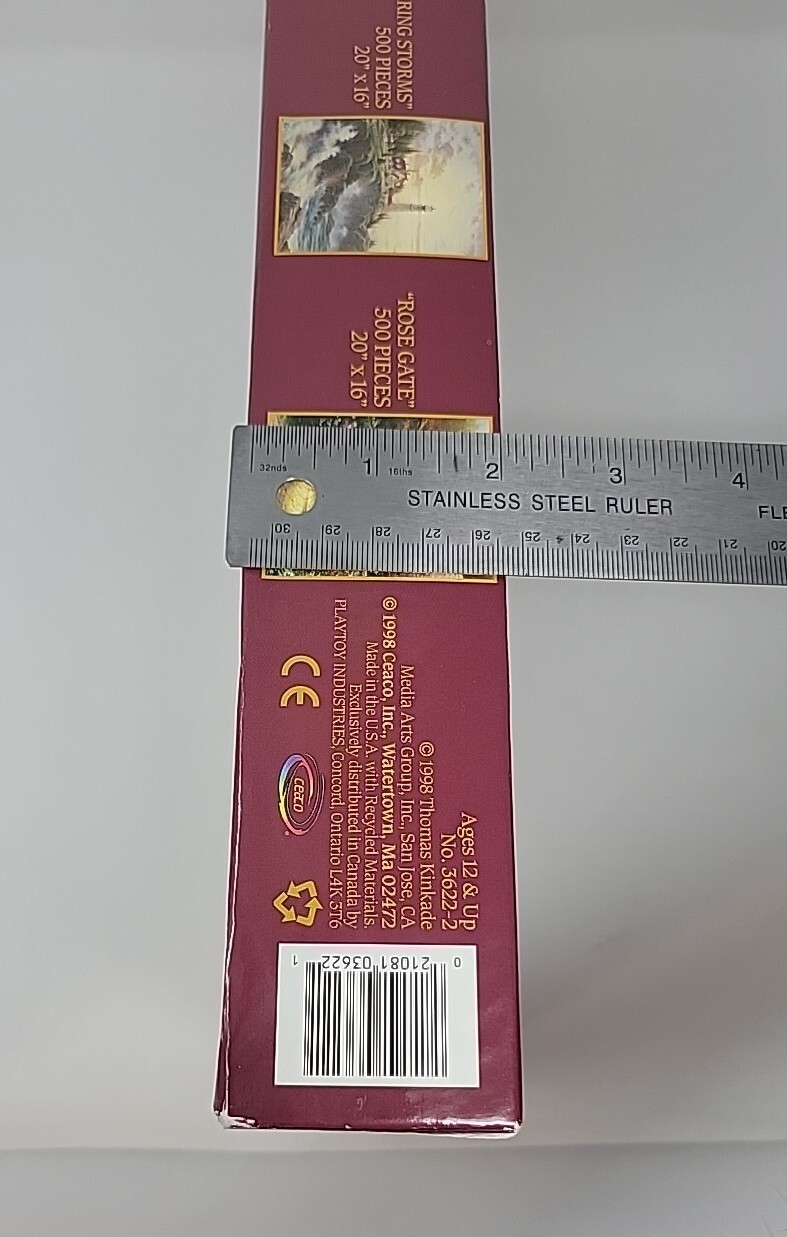 RING STORMS"
500 PIECES
20" x 16"
"ROSE GATE"
500 PIECES
20" x 16"
32nds
1
16ths
2
3
4
STAINLESS STEEL RULER
FLE
30 29 28 27 26 25 24 23 22 21 20
Ages 12 & Up
No. 3622-2
© 1998 Thomas Kinkade
Media Arts Group, Inc., San Jose, CA
© 1998 Ceaco, Inc., Watertown, Ma 02472
Made in the U.S.A. with Recycled Materials.
Exclusively distributed in Canada by
PLAYTOY INDUSTRIES, Concord, Ontario L4K 5T6
CE
ceaco
0 21081 03622 1